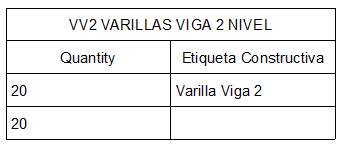 VV2 VARILLAS VIGA 2 NIVEL
Quantity Etiqueta Constructiva
20 Varilla Viga 2
20